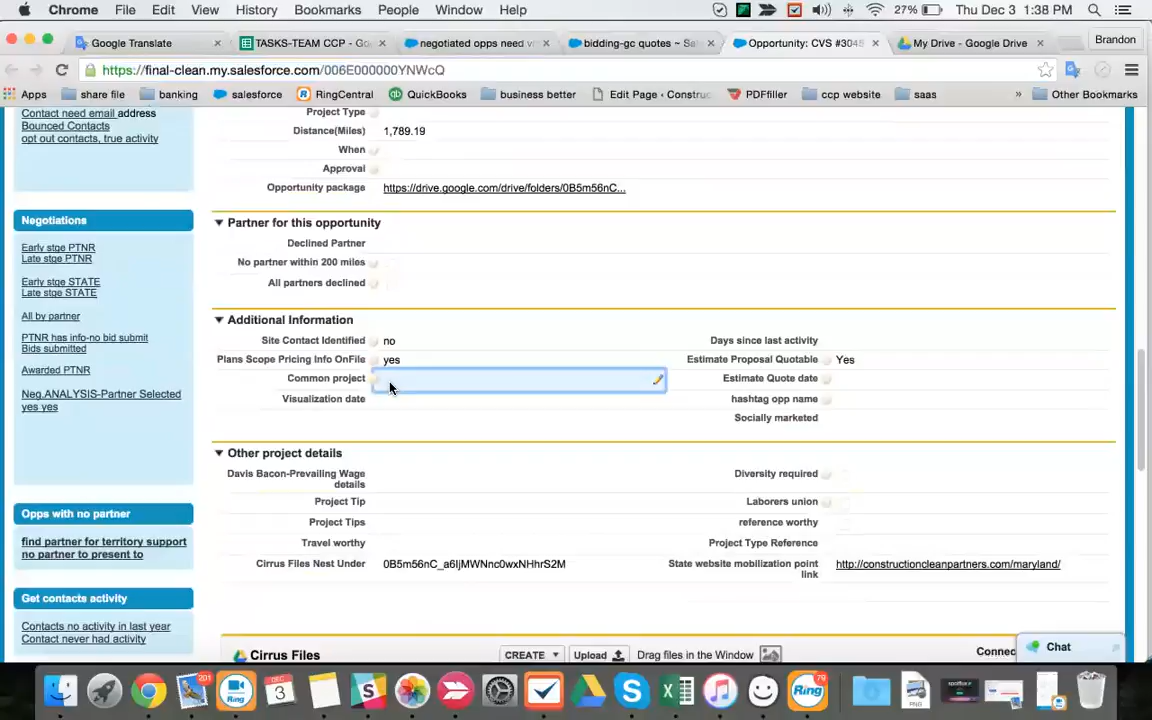 Chrome File Edit View History Bookmarks People Window Help 27% Thu Dec 3 1:38 PM
Google Translate TASKS-TEAM CCP - Goo negotiated opps need v bidding-gc quotes ~ Sa Opportunity: CVS #3045 My Drive - Google Drive Brandon
https://final-clean.my.salesforce.com/006E000000YNWcQ
Apps share file banking salesforce RingCentral QuickBooks business better Edit Page ‹ Constru PDFfiller ccp website saas » Other Bookmarks
Contact need email address
Bounced Contacts
opt out contacts, true activity
Negotiations
Early stge PTNR
Late stge PTNR
Early stge STATE
Late stge STATE
All by partner
PTNR has info-no bid submit
Bids submitted
Awarded PTNR
Neg.ANALYSIS-Partner Selected
yes yes
Opps with no partner
find partner for territory support
no partner to present to
Get contacts activity
Contacts no activity in last year
Contact never had activity
Project Type
Distance(Miles) 1,789.19
When
Approval
Opportunity package https://drive.google.com/drive/folders/0B5m56nC...
Partner for this opportunity
Declined Partner
No partner within 200 miles
All partners declined
Additional Information
Site Contact Identified no Days since last activity
Plans Scope Pricing Info OnFile yes Estimate Proposal Quotable Yes
Common project Estimate Quote date
Visualization date hashtag opp name
Socially marketed
Other project details
Davis Bacon-Prevailing Wage details Diversity required
Project Tip Laborers union
Project Tips reference worthy
Travel worthy Project Type Reference
Cirrus Files Nest Under 0B5m56nC_a6IjMWNnc0wxNHhrS2M State website mobilization point link http://constructioncleanpartners.com/maryland/
Cirrus Files CREATE Upload Drag files in the Window Connec
Chat
201 Ring DEC 3 Ring 79